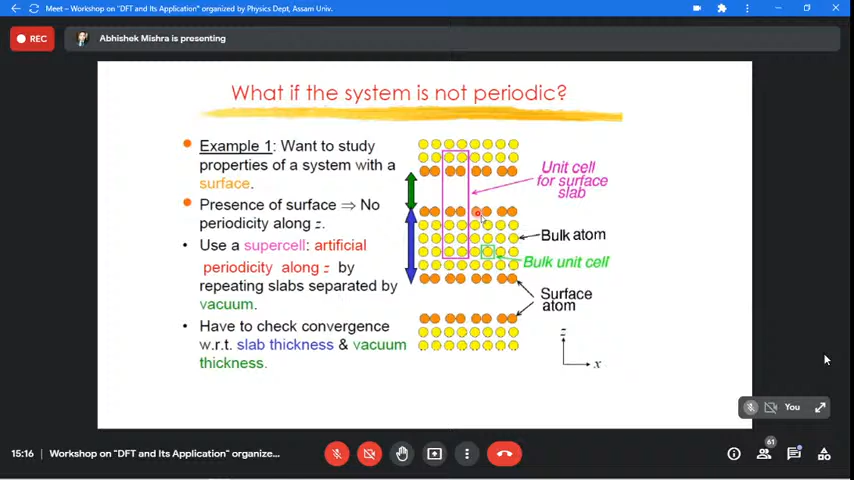 Meet – Workshop on "DFT and Its Application" organized by Physics Dept, Assam Univ.
REC
Abhishek Mishra is presenting
What if the system is not periodic?
Example 1: Want to study
properties of a system with a
surface.
Presence of surface ⇒ No
periodicity along z.
Use a supercell: artificial
periodicity along z by
repeating slabs separated by
vacuum.
Have to check convergence
w.r.t. slab thickness & vacuum
thickness.
Unit cell
for surface
slab
Bulk atom
Bulk unit cell
Surface
atom
z
x
You
15:16
Workshop on "DFT and Its Application" organize...
61